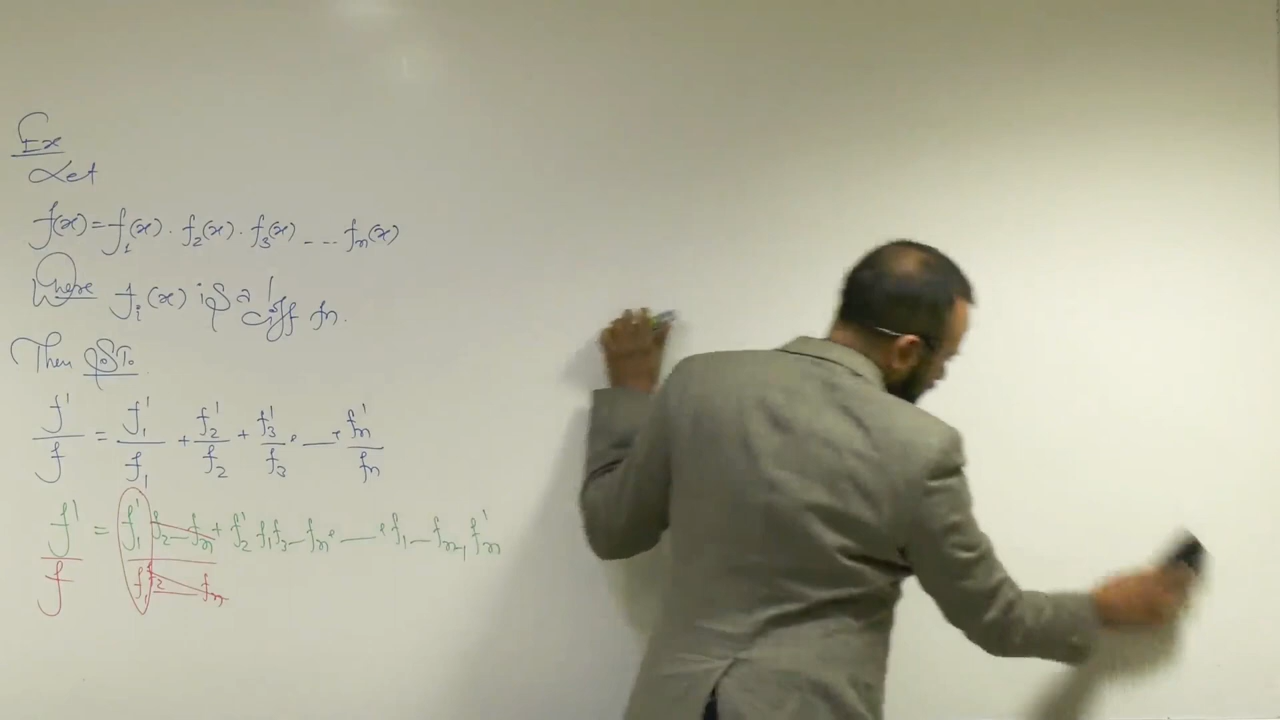 Ex
Let
f(x) = f₁(x) · f₂(x) · f₃(x) --- fₙ(x)
Where fᵢ(x) is a diff fn.
Then
f'/f = f₁'/f₁ + f₂'/f₂ + f₃'/f₃ + — + fₙ'/fₙ
f'/f = f₁' f₂ — fₙ / f₁ f₂ — fₙ + f₂' f₁ f₃ — fₙ + — + f₁ — fₙ₋₁ fₙ'